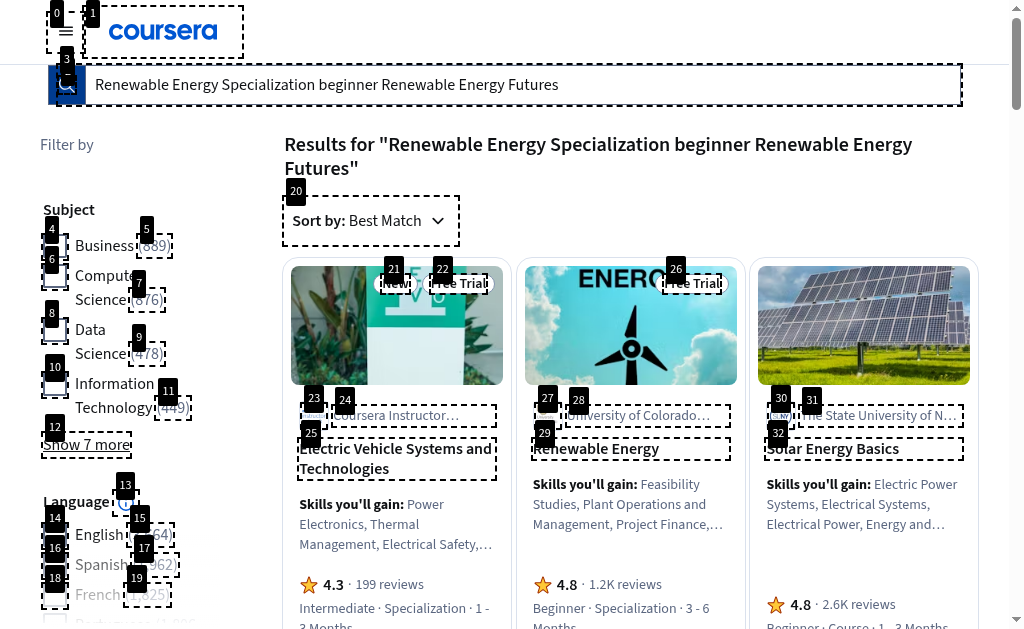 coursera
Renewable Energy Specialization beginner Renewable Energy Futures
Filter by
Results for "Renewable Energy Specialization beginner Renewable Energy
Futures"
Sort by: Best Match
Subject
Business (889)
Science (876)
Data
Science (478)
Information
Technology (449)
Show 7 more
Language
English
Spanish
French (1,825)
New
Free Trial
Coursera Instructor…
Electric Vehicle Systems and
Technologies
Skills you'll gain: Power
Electronics, Thermal
Management, Electrical Safety,…
4.3 · 199 reviews
Intermediate · Specialization · 1 -
3 Months
Free Trial
University of Colorado…
Renewable Energy
Skills you'll gain: Feasibility
Studies, Plant Operations and
Management, Project Finance,…
4.8 · 1.2K reviews
Beginner · Specialization · 3 - 6
Months
The State University of N…
Solar Energy Basics
Skills you'll gain: Electric Power
Systems, Electrical Systems,
Electrical Power, Energy and…
4.8 · 2.6K reviews
Beginner · Course · 1 - 3 Months
0
1
3
4
5
6
7
8
9
10
11
12
13
14
15
16
17
18
19
20
21
22
23
24
25
26
27
28
29
30
31
32